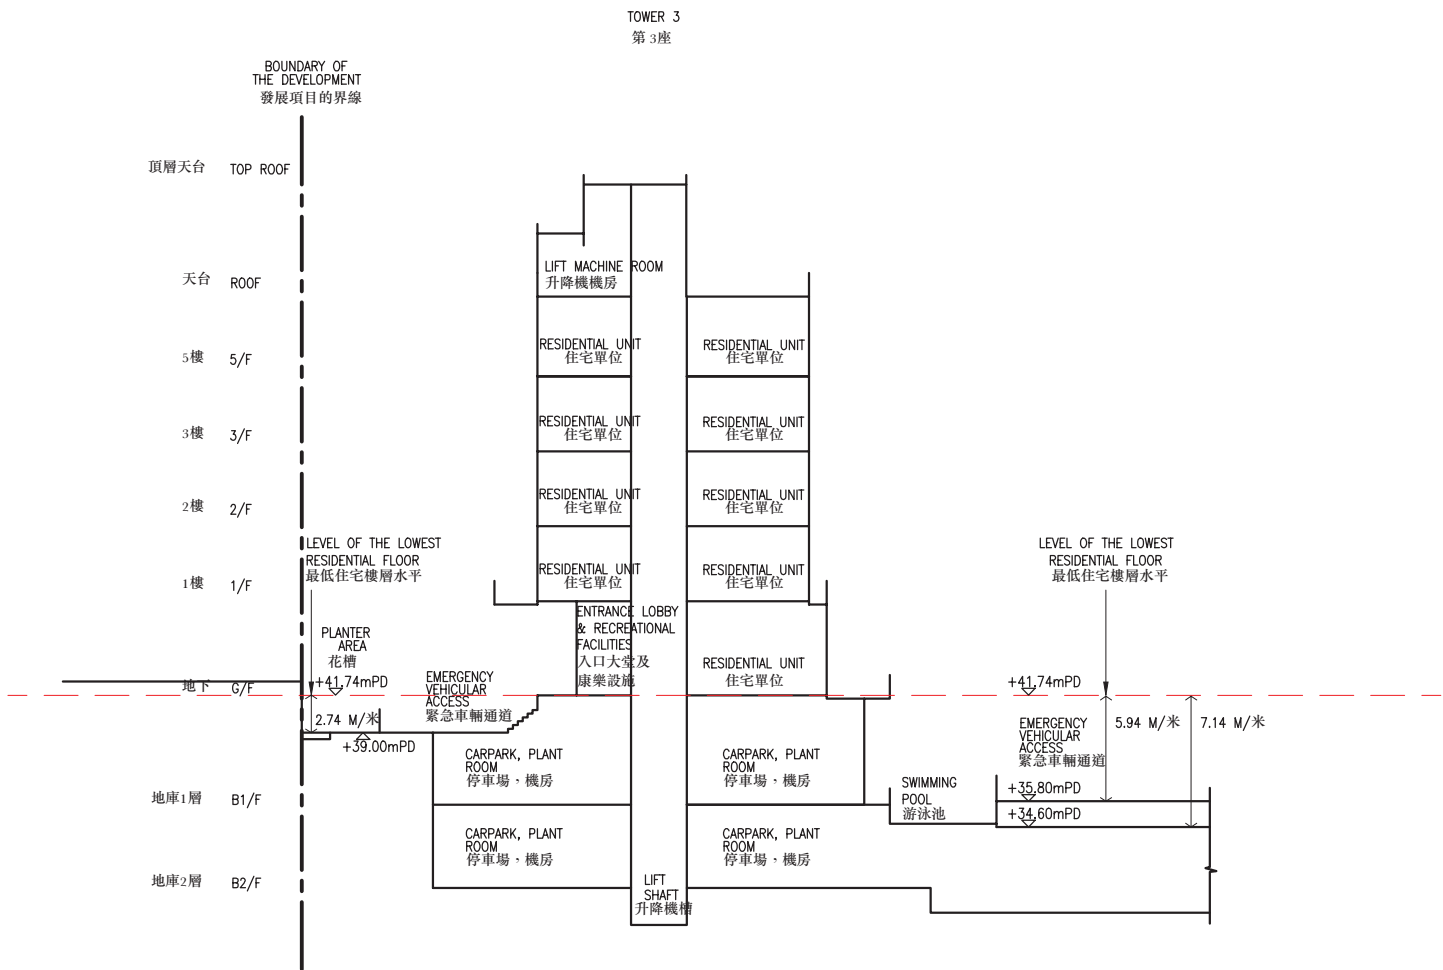 TOWER 3
第 3座
BOUNDARY OF
THE DEVELOPMENT
發展項目的界線
頂層天台 TOP ROOF
天台 ROOF
LIFT MACHINE ROOM
升降機機房
5樓 5/F
RESIDENTIAL UNIT
住宅單位
RESIDENTIAL UNIT
住宅單位
3樓 3/F
RESIDENTIAL UNIT
住宅單位
RESIDENTIAL UNIT
住宅單位
2樓 2/F
RESIDENTIAL UNIT
住宅單位
RESIDENTIAL UNIT
住宅單位
1樓 1/F
LEVEL OF THE LOWEST
RESIDENTIAL FLOOR
最低住宅樓層水平
RESIDENTIAL UNIT
住宅單位
RESIDENTIAL UNIT
住宅單位
LEVEL OF THE LOWEST
RESIDENTIAL FLOOR
最低住宅樓層水平
PLANTER
AREA
花槽
ENTRANCE LOBBY
& RECREATIONAL
FACILITIES
入口大堂及
康樂設施
RESIDENTIAL UNIT
住宅單位
地下 G/F
+41.74mPD
EMERGENCY
VEHICULAR
ACCESS
緊急車輛通道
+41.74mPD
2.74 M/米
+39.00mPD
EMERGENCY
VEHICULAR
ACCESS
緊急車輛通道
5.94 M/米
7.14 M/米
CARPARK, PLANT
ROOM
停車場，機房
CARPARK, PLANT
ROOM
停車場，機房
地庫1層 B1/F
SWIMMING
POOL
游泳池
+35.80mPD
+34.60mPD
CARPARK, PLANT
ROOM
停車場，機房
CARPARK, PLANT
ROOM
停車場，機房
地庫2層 B2/F
LIFT
SHAFT
升降機槽